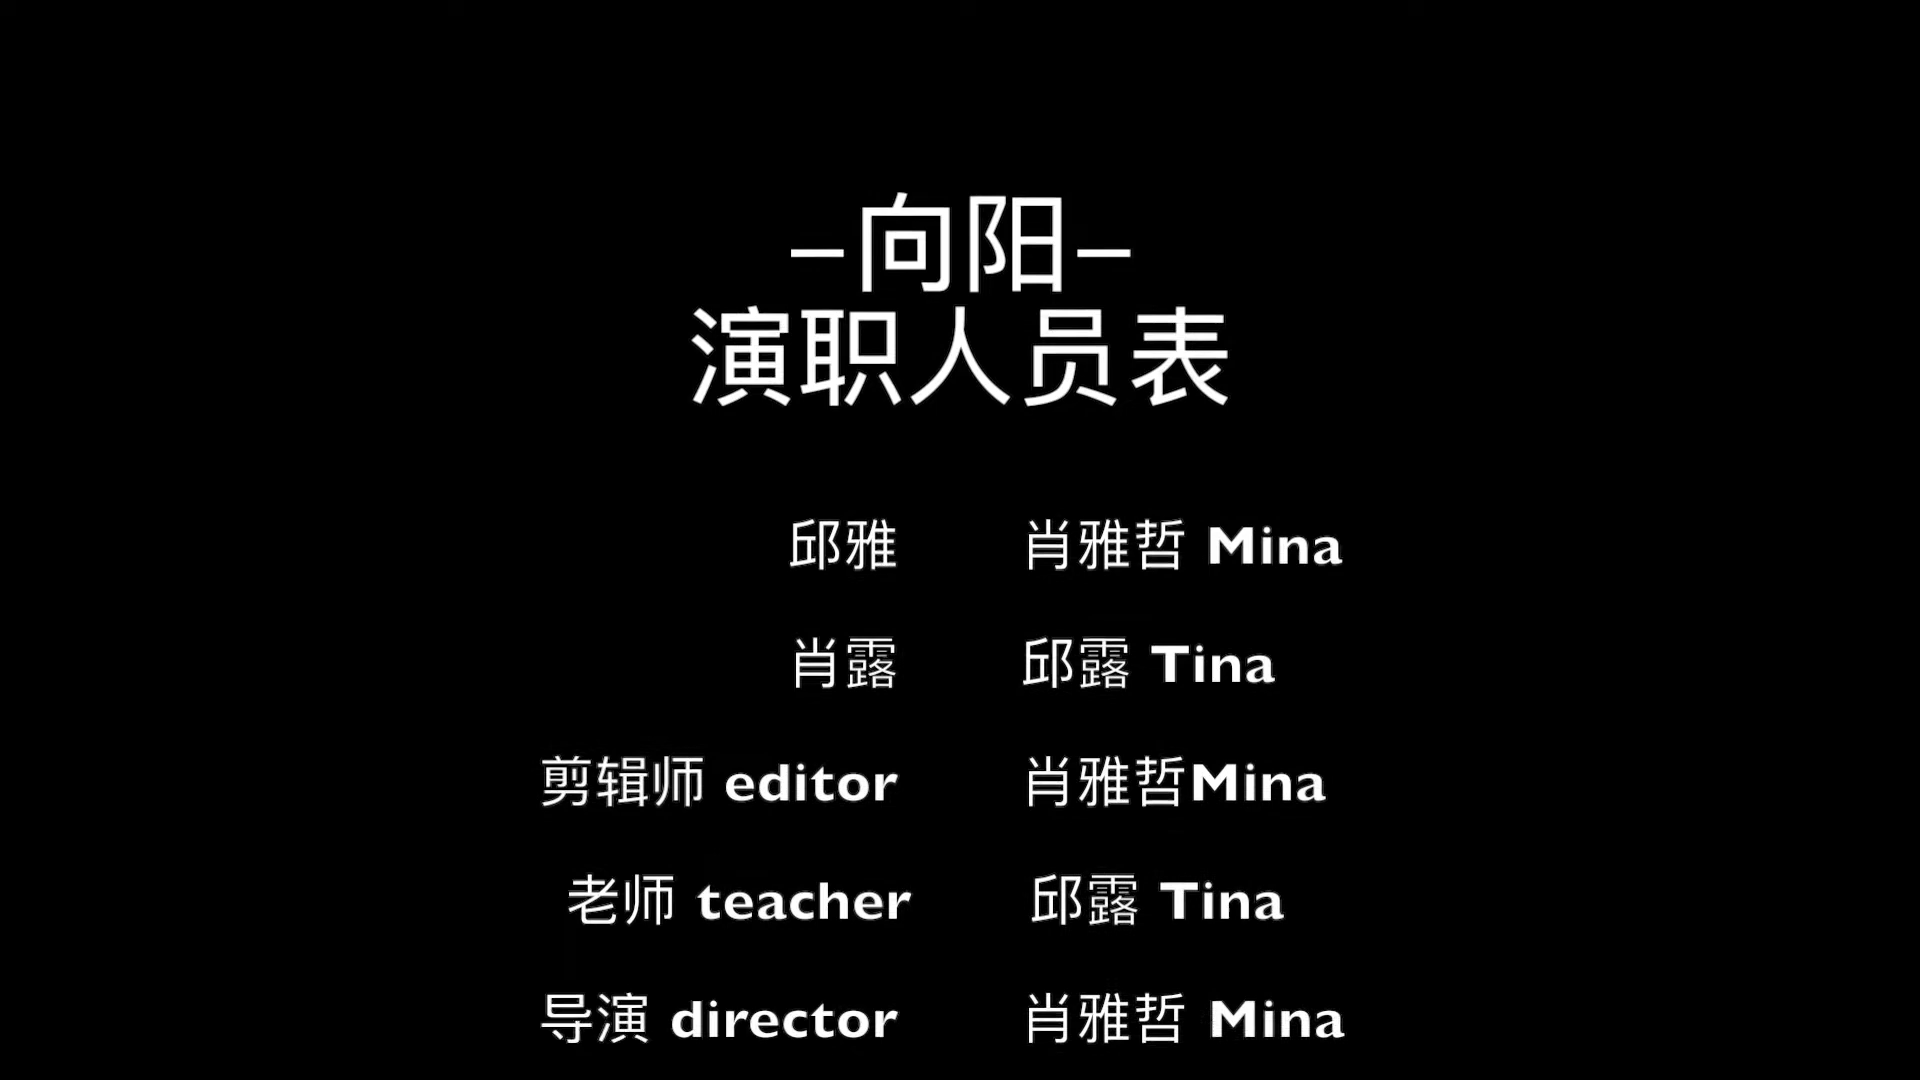 –向阳–
演职人员表
邱雅 肖雅哲 Mina
肖露 邱露 Tina
剪辑师 editor 肖雅哲Mina
老师 teacher 邱露 Tina
导演 director 肖雅哲 Mina